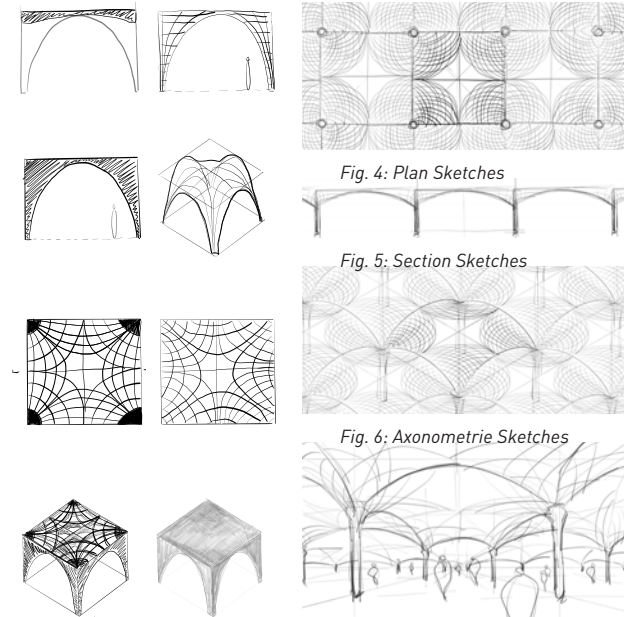 Fig. 4: Plan Sketches
Fig. 5: Section Sketches
Fig. 6: Axonometrie Sketches